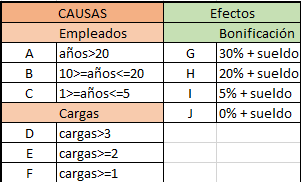 CAUSAS Efectos
Empleados Bonificación
A años>20 G 30% + sueldo
B 10>=años<=20 H 20% + sueldo
C 1>=años<=5 I 5% + sueldo
Cargas J 0% + sueldo
D cargas>3
E cargas>=2
F cargas>=1